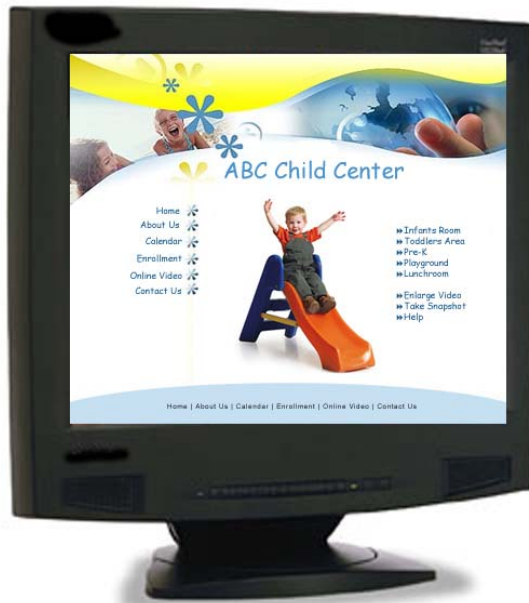 ABC Child Center
Home
About Us
Calendar
Enrollment
Online Video
Contact Us
Infants Room
Toddlers Area
Pre-K
Playground
Lunchroom
Enlarge Video
Take Snapshot
Help
Home | About Us | Calendar | Enrollment | Online Video | Contact Us